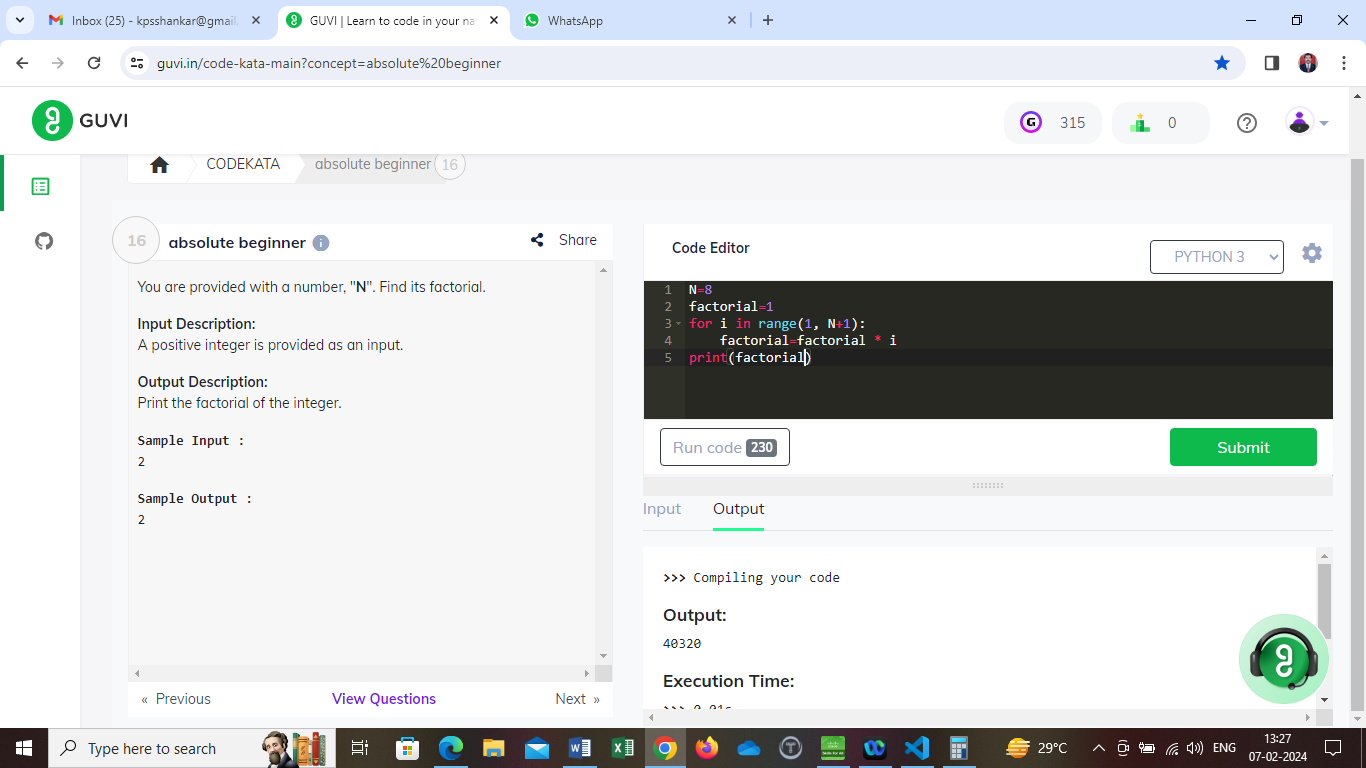 Inbox (25) - kpsshankar@gmail.
GUVI | Learn to code in your na
WhatsApp
guvi.in/code-kata-main?concept=absolute%20beginner
GUVI
315
0
CODEKATA
absolute beginner
16
16
absolute beginner
Share
You are provided with a number, "N". Find its factorial.
Input Description:
A positive integer is provided as an input.
Output Description:
Print the factorial of the integer.
Sample Input :
2
Sample Output :
2
« Previous
View Questions
Next »
Code Editor
PYTHON 3
1 N=8
2 factorial=1
3 for i in range(1, N+1):
4     factorial=factorial * i
5 print(factorial)
Run code 230
Submit
Input
Output
>>> Compiling your code
Output:
40320
Execution Time:
>>> 0.01s
Type here to search
29°C
ENG
13:27
07-02-2024